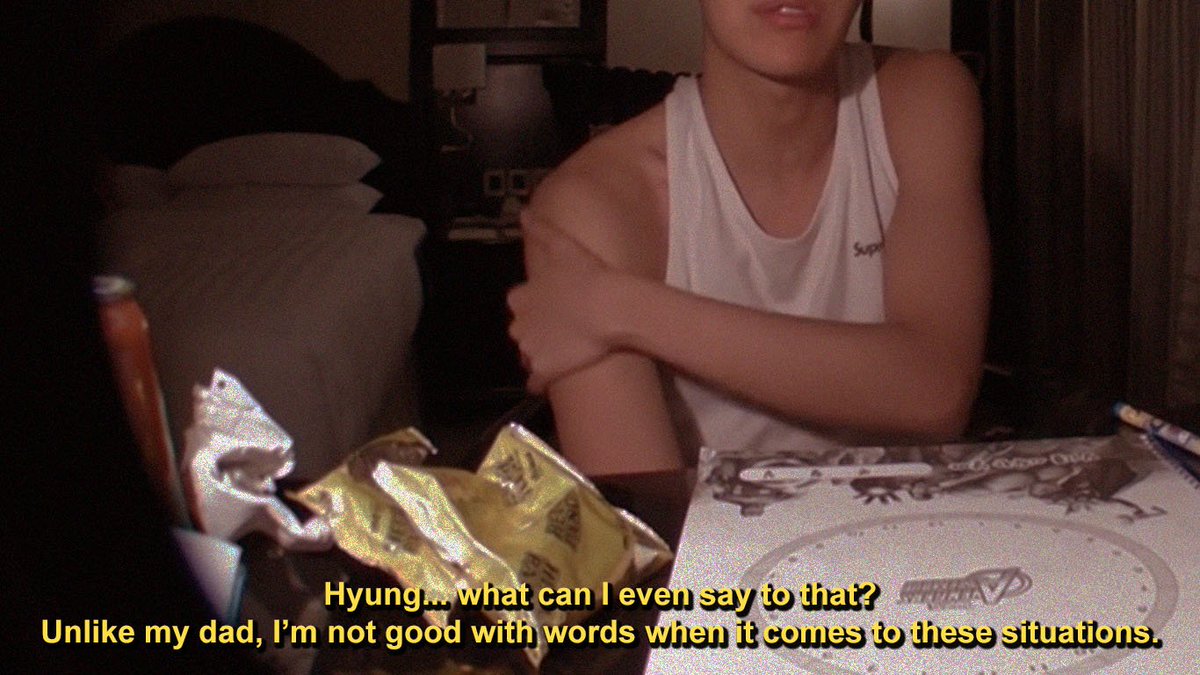 Supr
Hyung... what can I even say to that?
Unlike my dad, I'm not good with words when it comes to these situations.